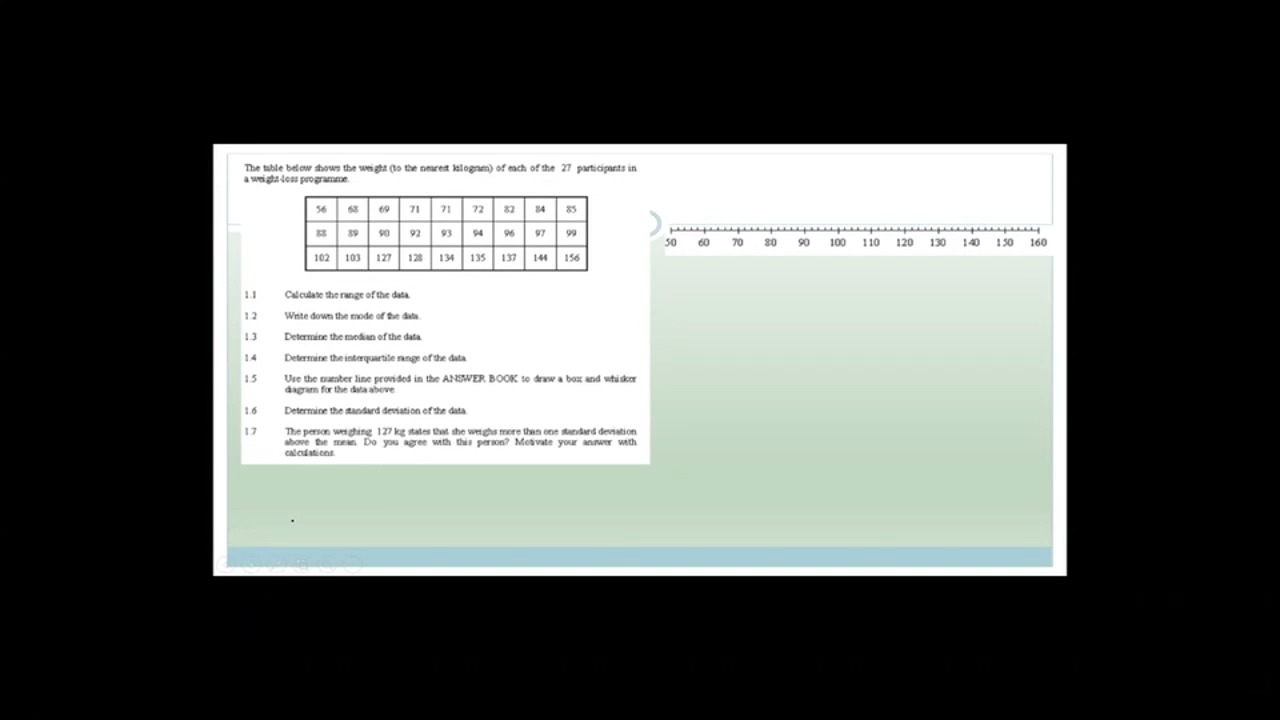 The table below shows the weight (to the nearest kilogram) of each of the 27 participants in
a weight-loss programme.
56 68 69 71 71 72 82 84 85
88 89 90 92 93 94 96 97 99
102 103 127 128 134 135 137 144 156
50 60 70 80 90 100 110 120 130 140 150 160
1.1 Calculate the range of the data.
1.2 Write down the mode of the data.
1.3 Determine the median of the data.
1.4 Determine the interquartile range of the data.
1.5 Use the number line provided in the ANSWER BOOK to draw a box and whisker
diagram for the data above.
1.6 Determine the standard deviation of the data.
1.7 The person weighing 127 kg states that she weighs more than one standard deviation
above the mean. Do you agree with this person? Motivate your answer with
calculations.